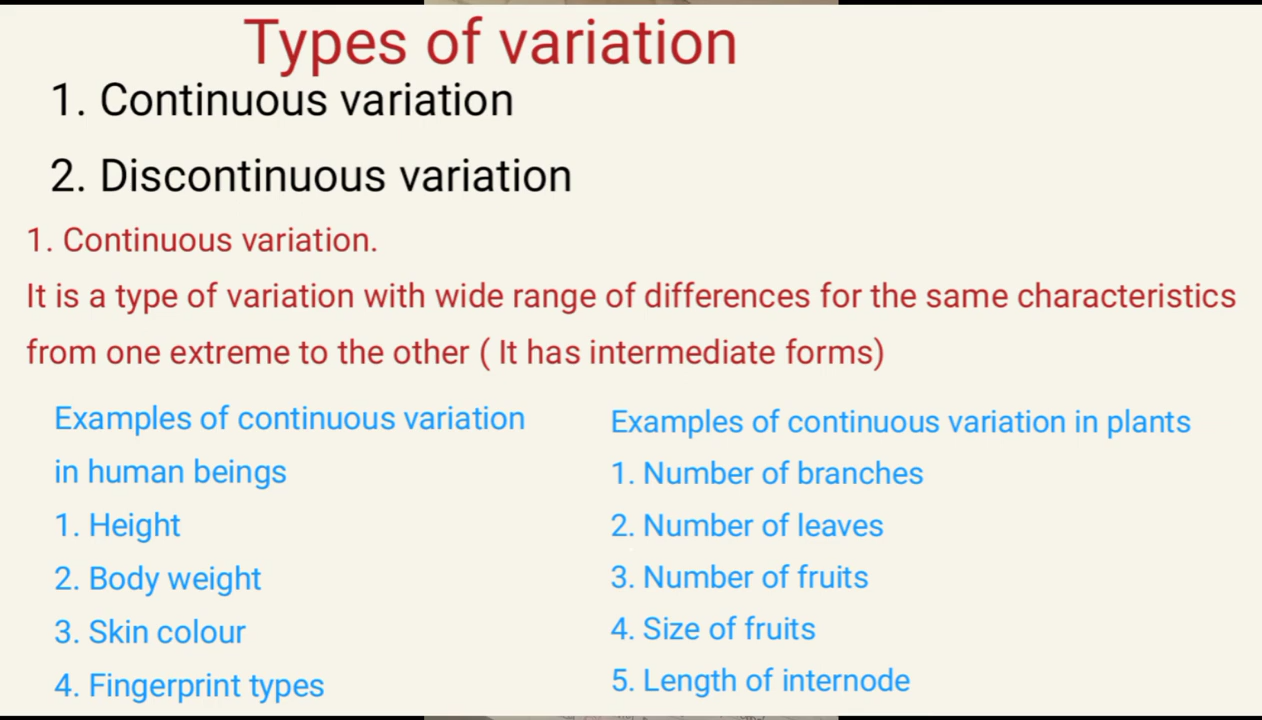 Types of variation
1. Continuous variation
2. Discontinuous variation
1. Continuous variation.
It is a type of variation with wide range of differences for the same characteristics
from one extreme to the other ( It has intermediate forms)
Examples of continuous variation
in human beings
1. Height
2. Body weight
3. Skin colour
4. Fingerprint types
Examples of continuous variation in plants
1. Number of branches
2. Number of leaves
3. Number of fruits
4. Size of fruits
5. Length of internode